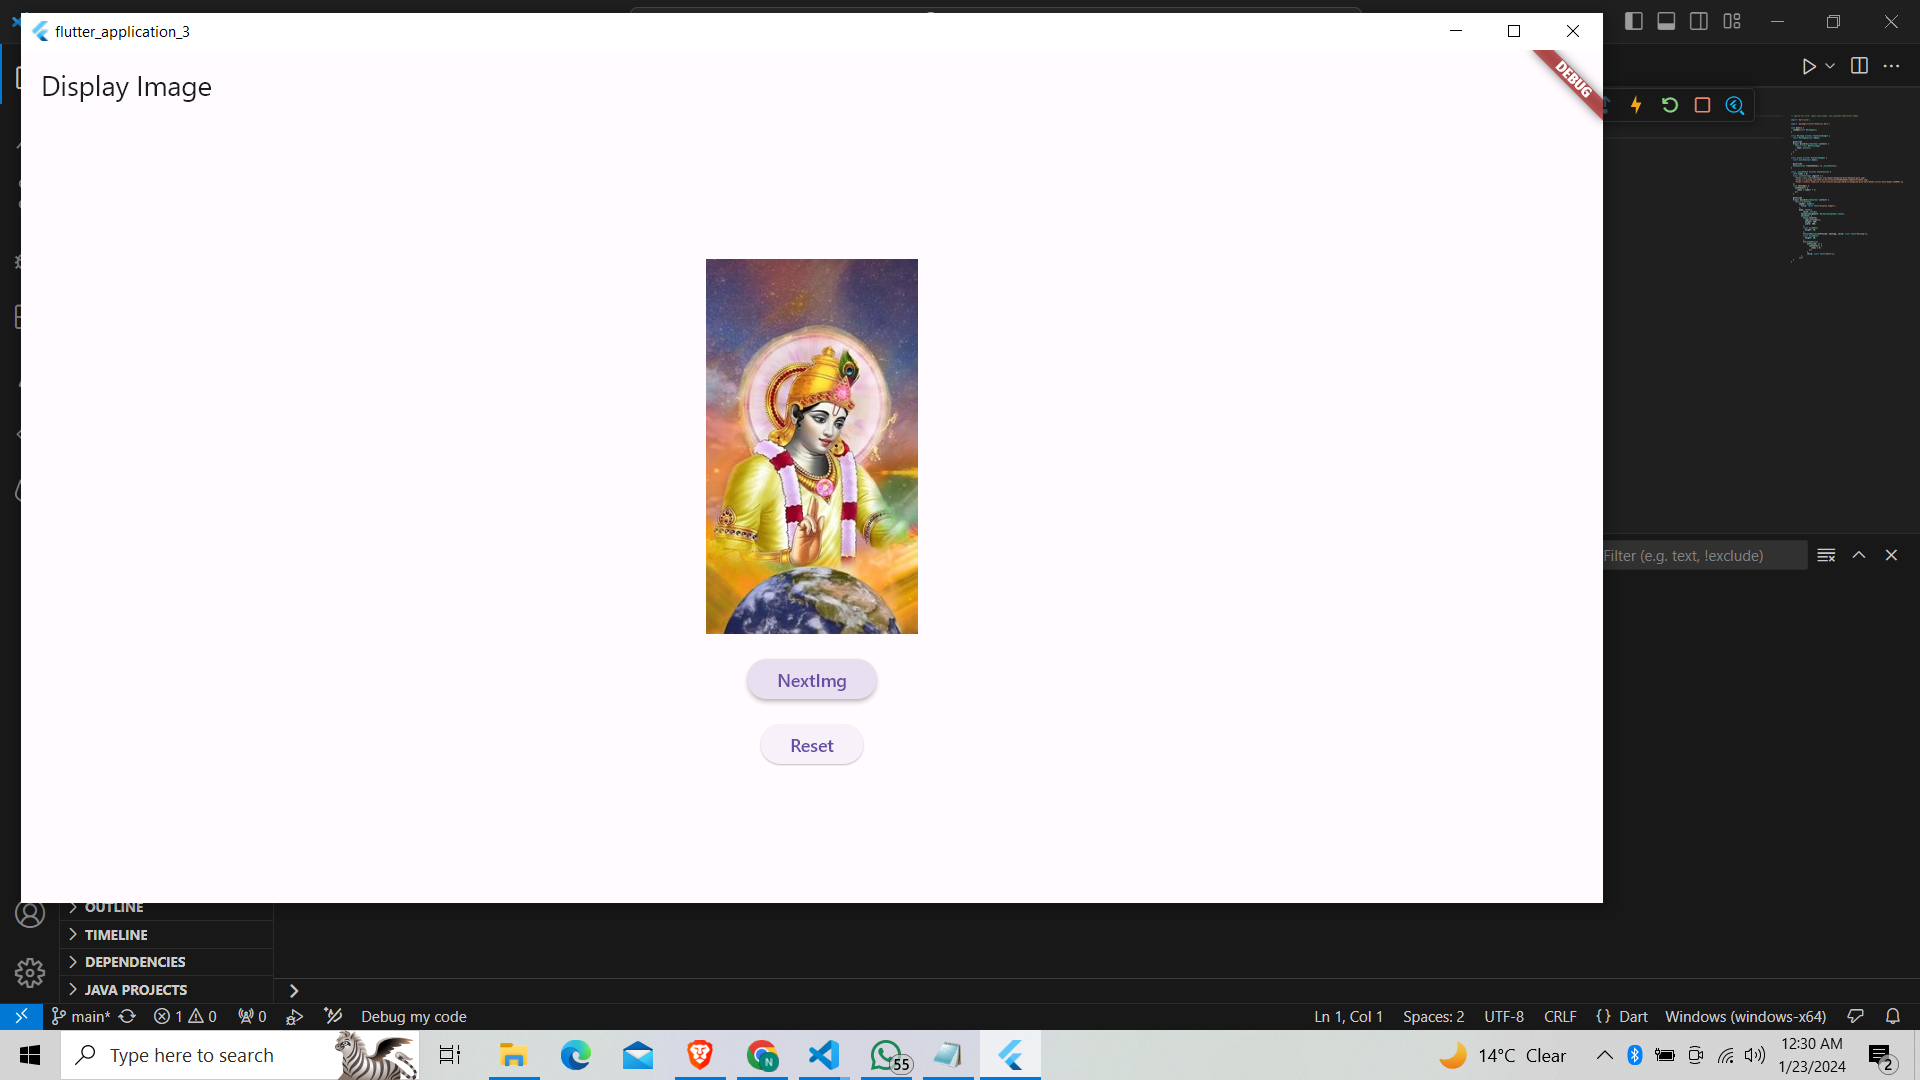 flutter_application_3
Display Image
DEBUG
NextImg
Reset
Filter (e.g. text, !exclude)
OUTLINE
TIMELINE
DEPENDENCIES
JAVA PROJECTS
main* 1 0 0 Debug my code Ln 1, Col 1 Spaces: 2 UTF-8 CRLF {} Dart Windows (windows-x64)
Type here to search 55 N 14°C Clear 12:30 AM 2
1/23/2024